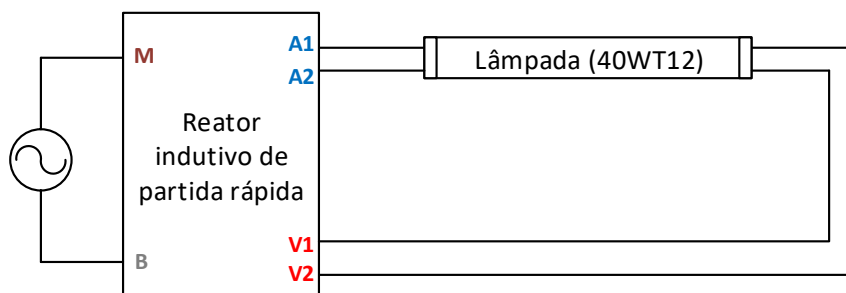 A1
M
A2
Lâmpada (40WT12)
Reator
indutivo de
partida rápida
V1
B
V2